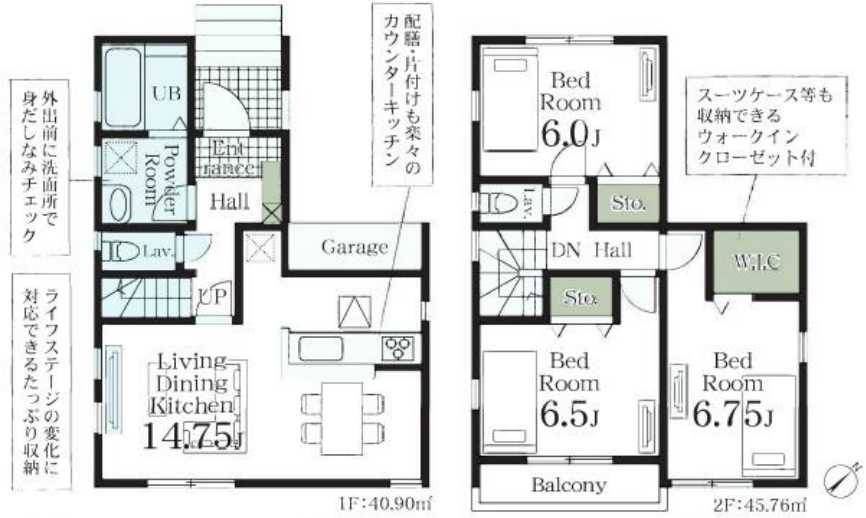 外出前に洗面所で
身だしなみチェック
ライフステージの変化に
対応できるたっぷり収納
配膳・片付けも楽々の
カウンターキッチン
UB
Powder
Room
Ent
rance
Hall
Lav.
UP
Garage
Living
Dining
Kitchen
14.75J
1F:40.90㎡
Bed
Room
6.0J
Lav.
Sto.
DN Hall
W.I.C
Sto.
Bed
Room
6.5J
Bed
Room
6.75J
Balcony
2F:45.76㎡
スーツケース等も
収納できる
ウォークイン
クローゼット付